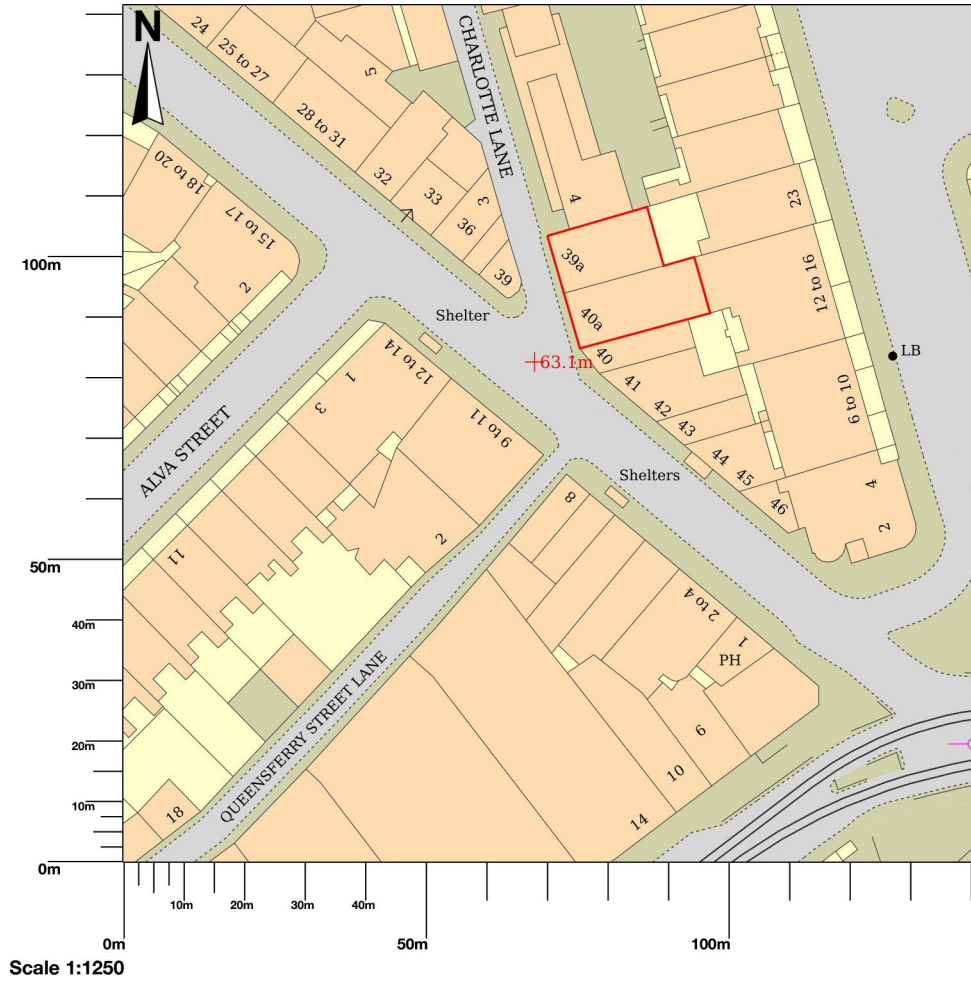 N
24
25 to 27
28 to 31
5
32
33
3
36
39
CHARLOTTE LANE
18 to 20
15 to 17
2
4
23
39a
12 to 16
40a
100m
Shelter
63.1m
40
41
42
43
44
45
46
LB
6 to 10
4
2
12 to 14
1
3
9 to 11
ALVA STREET
Shelters
8
11
2
50m
2 to 4
1
PH
40m
30m
6
20m
10
QUEENSFERRY STREET LANE
10m
18
14
0m
10m
20m
30m
40m
0m
50m
100m
Scale 1:1250